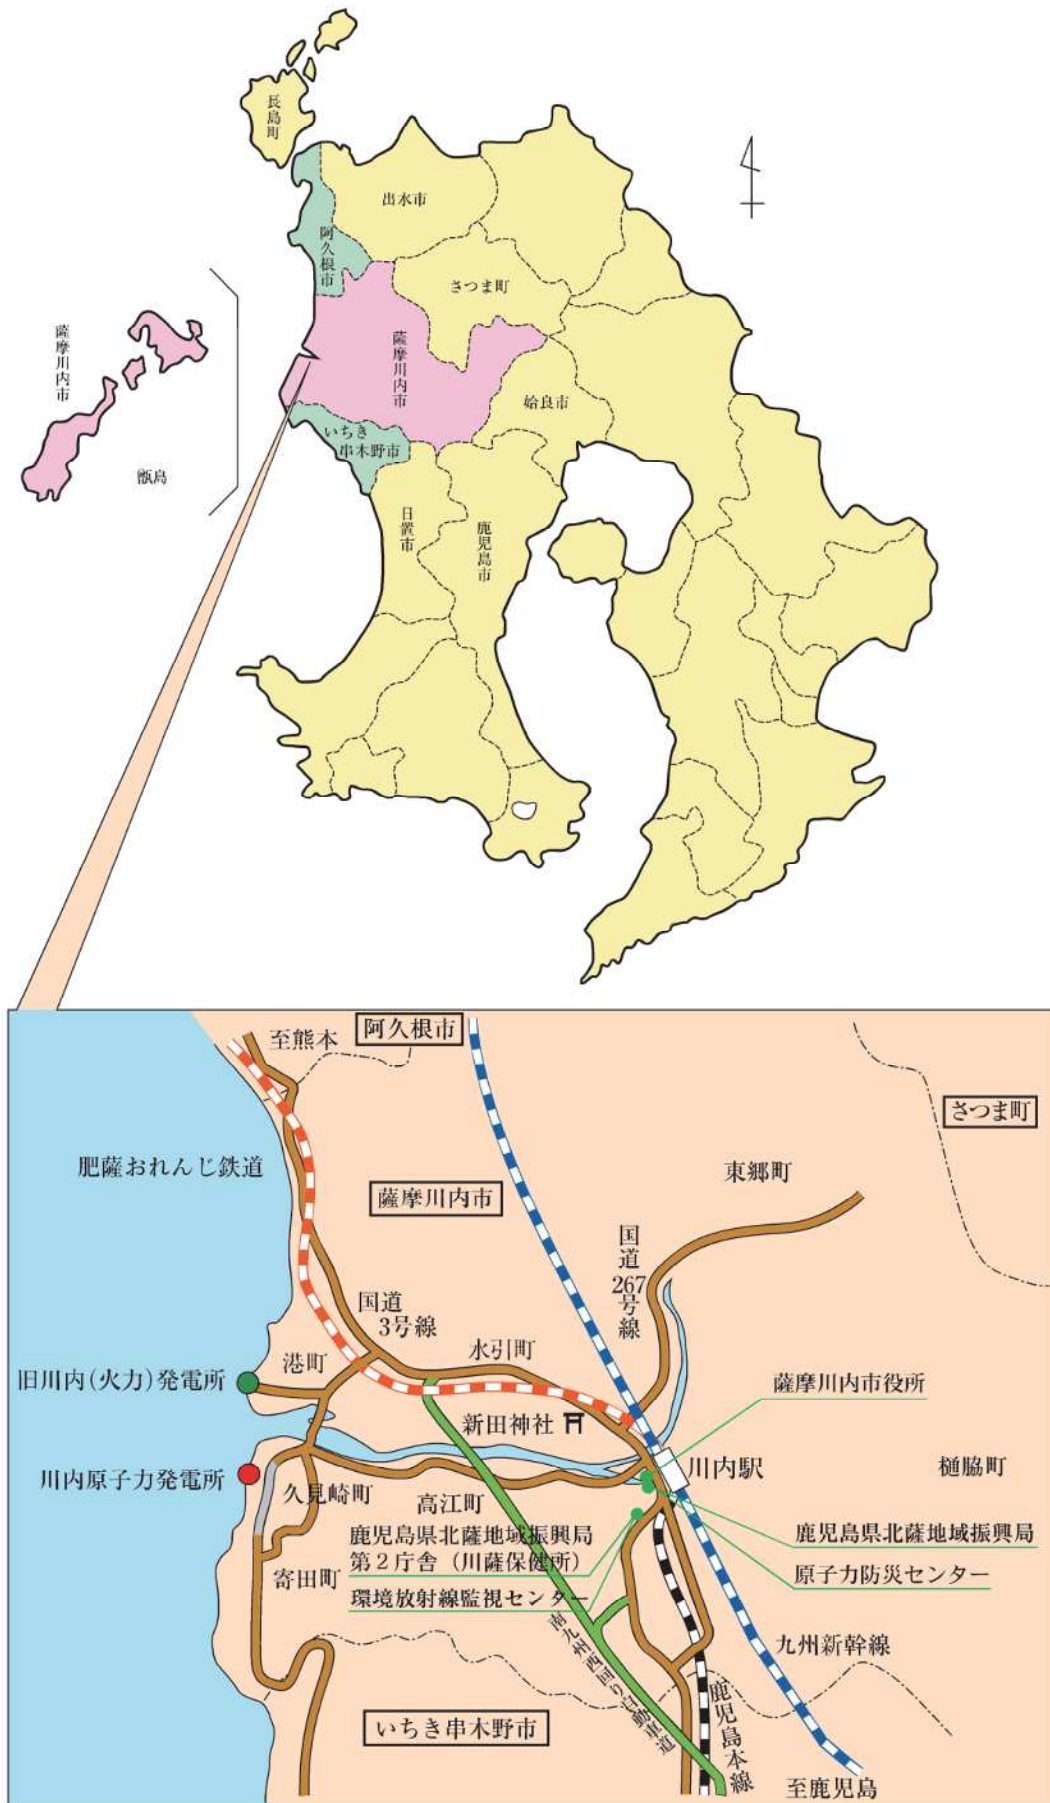 長島町
出水市
阿久根市
さつま町
薩摩川内市
薩摩川内市
姶良市
いちき
串木野市
甑島
日置市
鹿児島市
至熊本
阿久根市
さつま町
肥薩おれんじ鉄道
東郷町
薩摩川内市
国道
267
号線
国道
3号線
水引町
港町
旧川内(火力)発電所
薩摩川内市役所
新田神社
川内駅
樋脇町
川内原子力発電所
久見崎町
高江町
鹿児島県北薩地域振興局
第2庁舎（川薩保健所）
鹿児島県北薩地域振興局
寄田町
原子力防災センター
環境放射線監視センター
南九州西回り自動車道
九州新幹線
鹿児島本線
いちき串木野市
至鹿児島